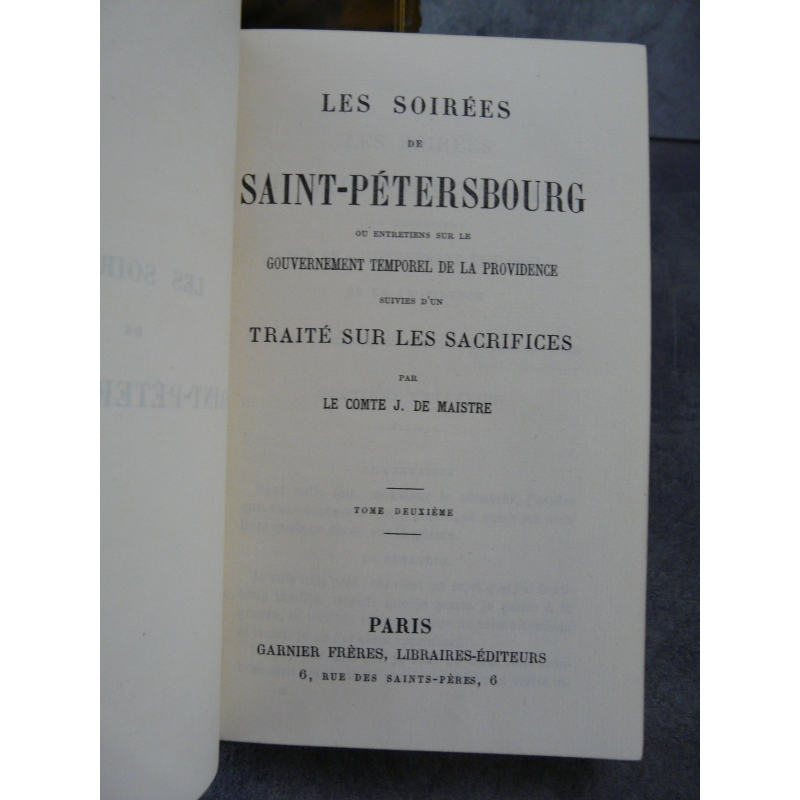 LES SOIRÉES
DE
SAINT-PÉTERSBOURG
OU ENTRETIENS SUR LE
GOUVERNEMENT TEMPOREL DE LA PROVIDENCE
SUIVIES D'UN
TRAITÉ SUR LES SACRIFICES
PAR
LE COMTE J. DE MAISTRE
TOME DEUXIÈME
PARIS
GARNIER FRÈRES, LIBRAIRES-ÉDITEURS
6, RUE DES SAINTS-PÈRES, 6